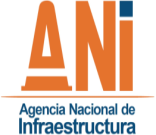 ANi
Agencia Nacional de
Infraestructura